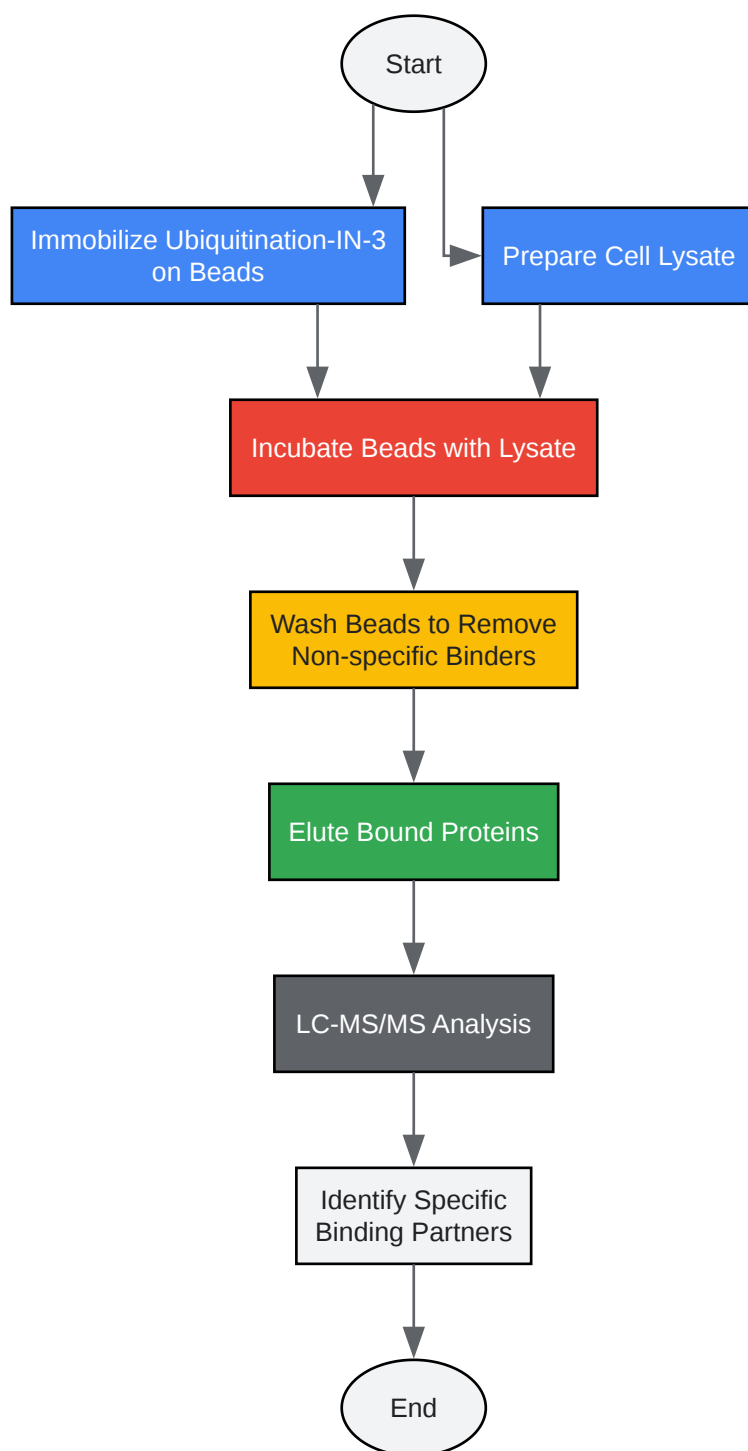 Start
Immobilize Ubiquitination-IN-3
on Beads
Prepare Cell Lysate
Incubate Beads with Lysate
Wash Beads to Remove
Non-specific Binders
Elute Bound Proteins
LC-MS/MS Analysis
Identify Specific
Binding Partners
End